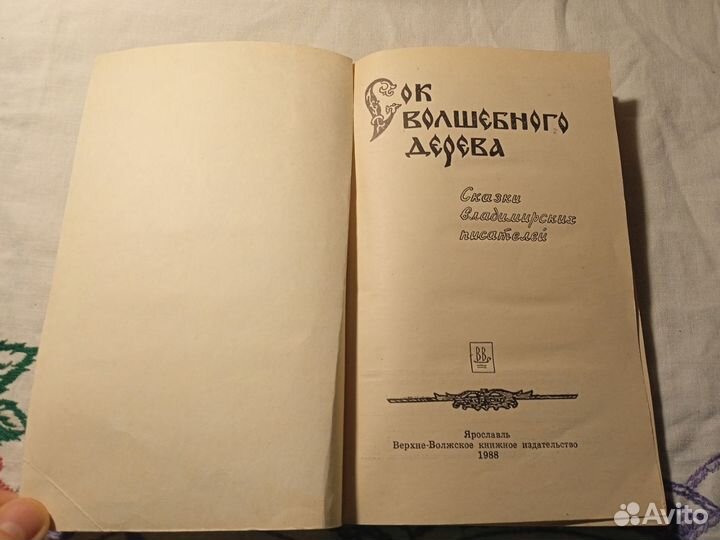 Сок
волшебного
дерева
Сказки
владимирских
писателей
ВВ
Ярославль
Верхне-Волжское книжное издательство
1988
Avito